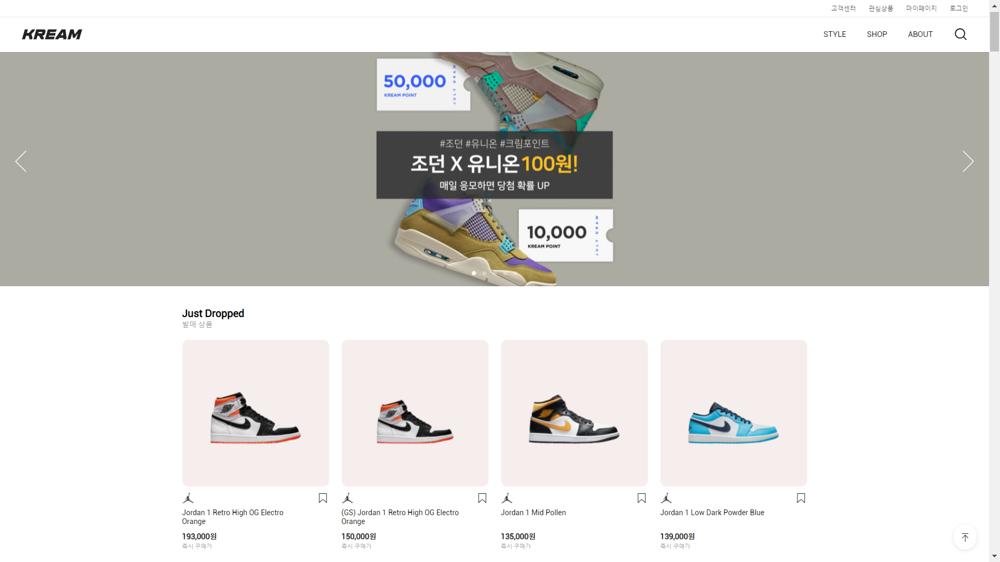 고객센터 관심상품 마이페이지 로그인
KREAM
STYLE SHOP ABOUT
50,000
KREAM POINT
JULY DRAW
#조던 #유니온 #크림포인트
조던 X 유니온100원!
매일 응모하면 당첨 확률 UP
10,000
KREAM POINT
JULY DRAW
Just Dropped
발매 상품
Jordan 1 Retro High OG Electro
Orange
193,000원
즉시 구매가
(GS) Jordan 1 Retro High OG Electro
Orange
150,000원
즉시 구매가
Jordan 1 Mid Pollen
135,000원
즉시 구매가
Jordan 1 Low Dark Powder Blue
139,000원
즉시 구매가